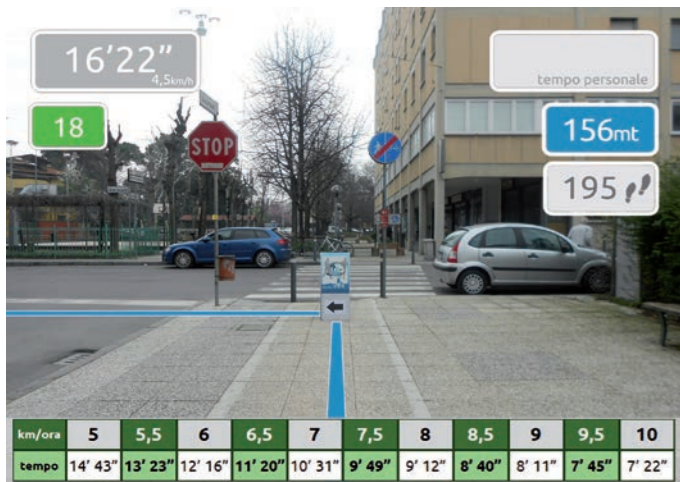 16’22”
4,5km/h
tempo personale
18
156mt
195
STOP
km/ora 5 5,5 6 6,5 7 7,5 8 8,5 9 9,5 10
tempo 14’ 43” 13’ 23” 12’ 16” 11’ 20” 10’ 31” 9’ 49” 9’ 12” 8’ 40” 8’ 11” 7’ 45” 7’ 22”